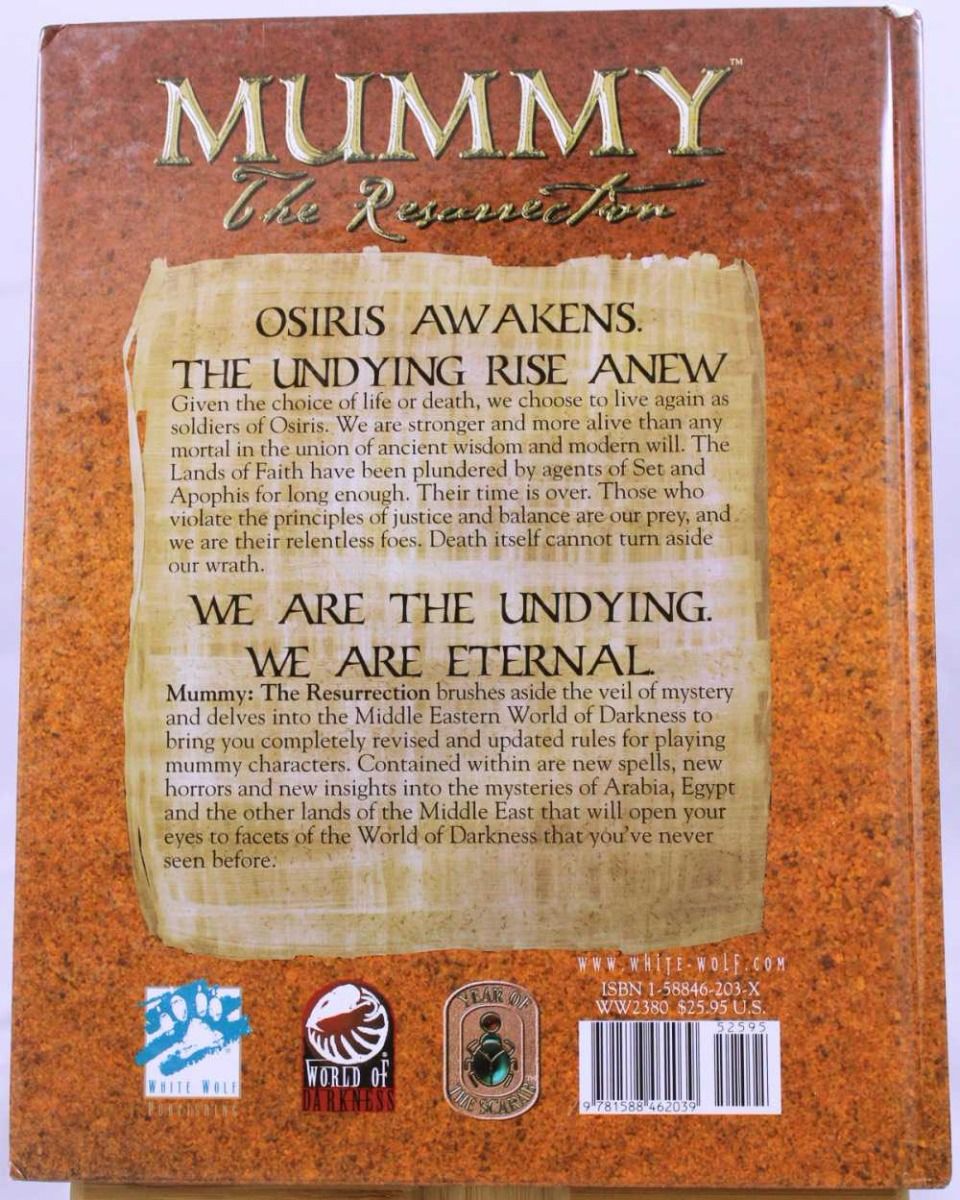 MUMMY™
The Resurrection
OSIRIS AWAKENS.
THE UNDYING RISE ANEW
Given the choice of life or death, we choose to live again as
soldiers of Osiris. We are stronger and more alive than any
mortal in the union of ancient wisdom and modern will. The
Lands of Faith have been plundered by agents of Set and
Apophis for long enough. Their time is over. Those who
violate the principles of justice and balance are our prey, and
we are their relentless foes. Death itself cannot turn aside
our wrath.
WE ARE THE UNDYING.
WE ARE ETERNAL.
Mummy: The Resurrection brushes aside the veil of mystery
and delves into the Middle Eastern World of Darkness to
bring you completely revised and updated rules for playing
mummy characters. Contained within are new spells, new
horrors and new insights into the mysteries of Arabia, Egypt
and the other lands of the Middle East that will open your
eyes to facets of the World of Darkness that you've never
seen before.
WWW.WHITE-WOLF.COM
ISBN 1-58846-203-X
WW2380 $25.95 U.S.
52595
9 781588 462039
WHITE WOLF
PUBLISHING
WORLD OF®
DARKNESS
YEAR OF
THE SCARAB